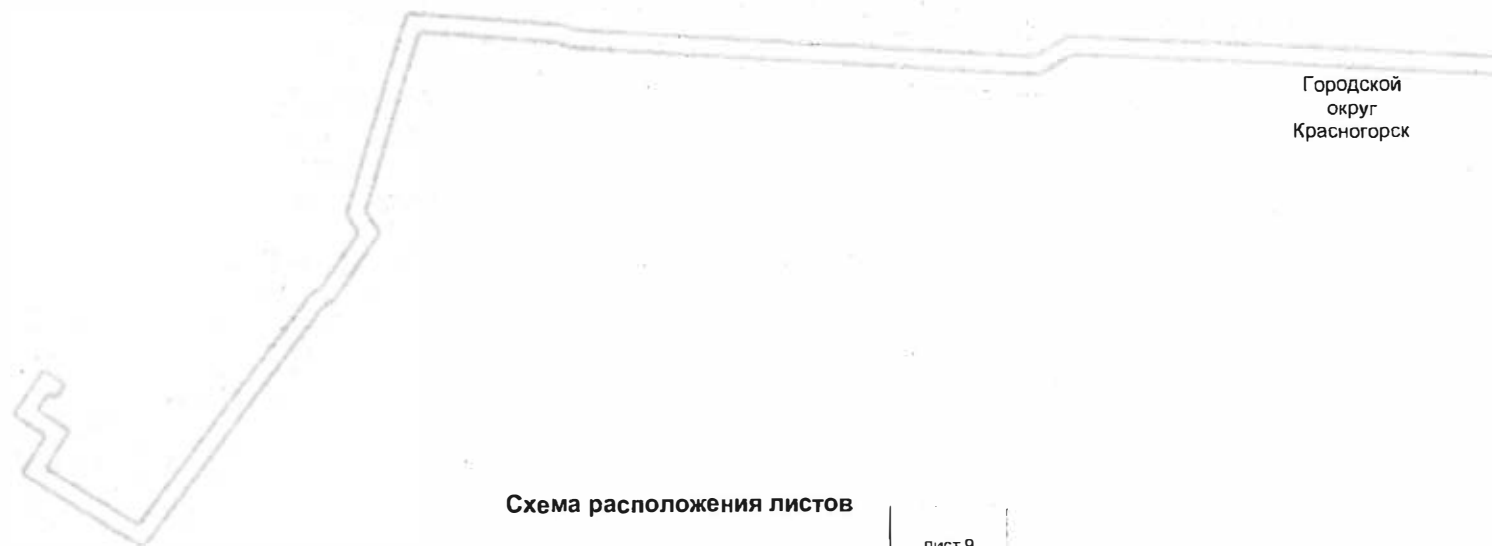 Городской
округ
Красногорск
Схема расположения листов
лист 9